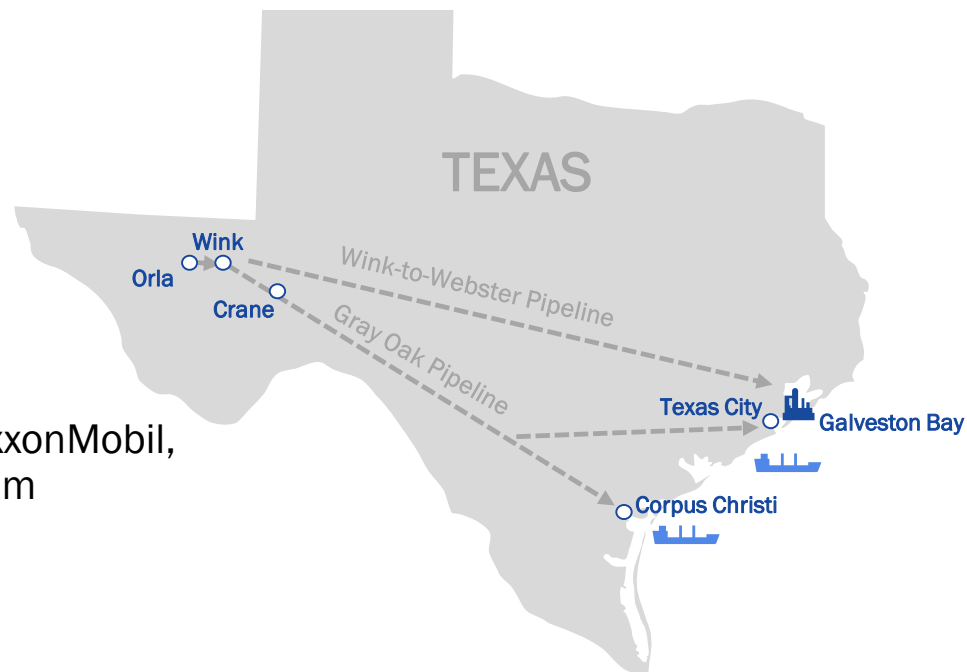 TEXAS
Wink
Orla
Crane
Wink-to-Webster Pipeline
Gray Oak Pipeline
Texas City
Galveston Bay
xxonMobil,
m
Corpus Christi